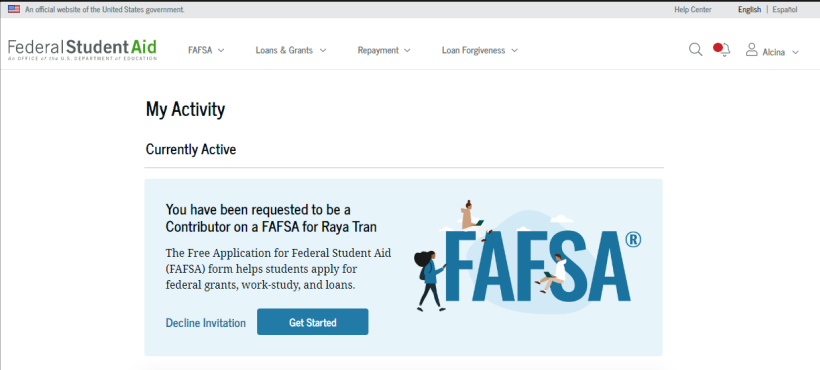 An official website of the United States government.
Help Center
English | Español
Federal Student Aid
An OFFICE of the U.S. DEPARTMENT of EDUCATION
FAFSA
Loans & Grants
Repayment
Loan Forgiveness
Alcina
My Activity
Currently Active
You have been requested to be a
Contributor on a FAFSA for Raya Tran
The Free Application for Federal Student Aid
(FAFSA) form helps students apply for
federal grants, work-study, and loans.
Decline Invitation
Get Started
FAFSA®